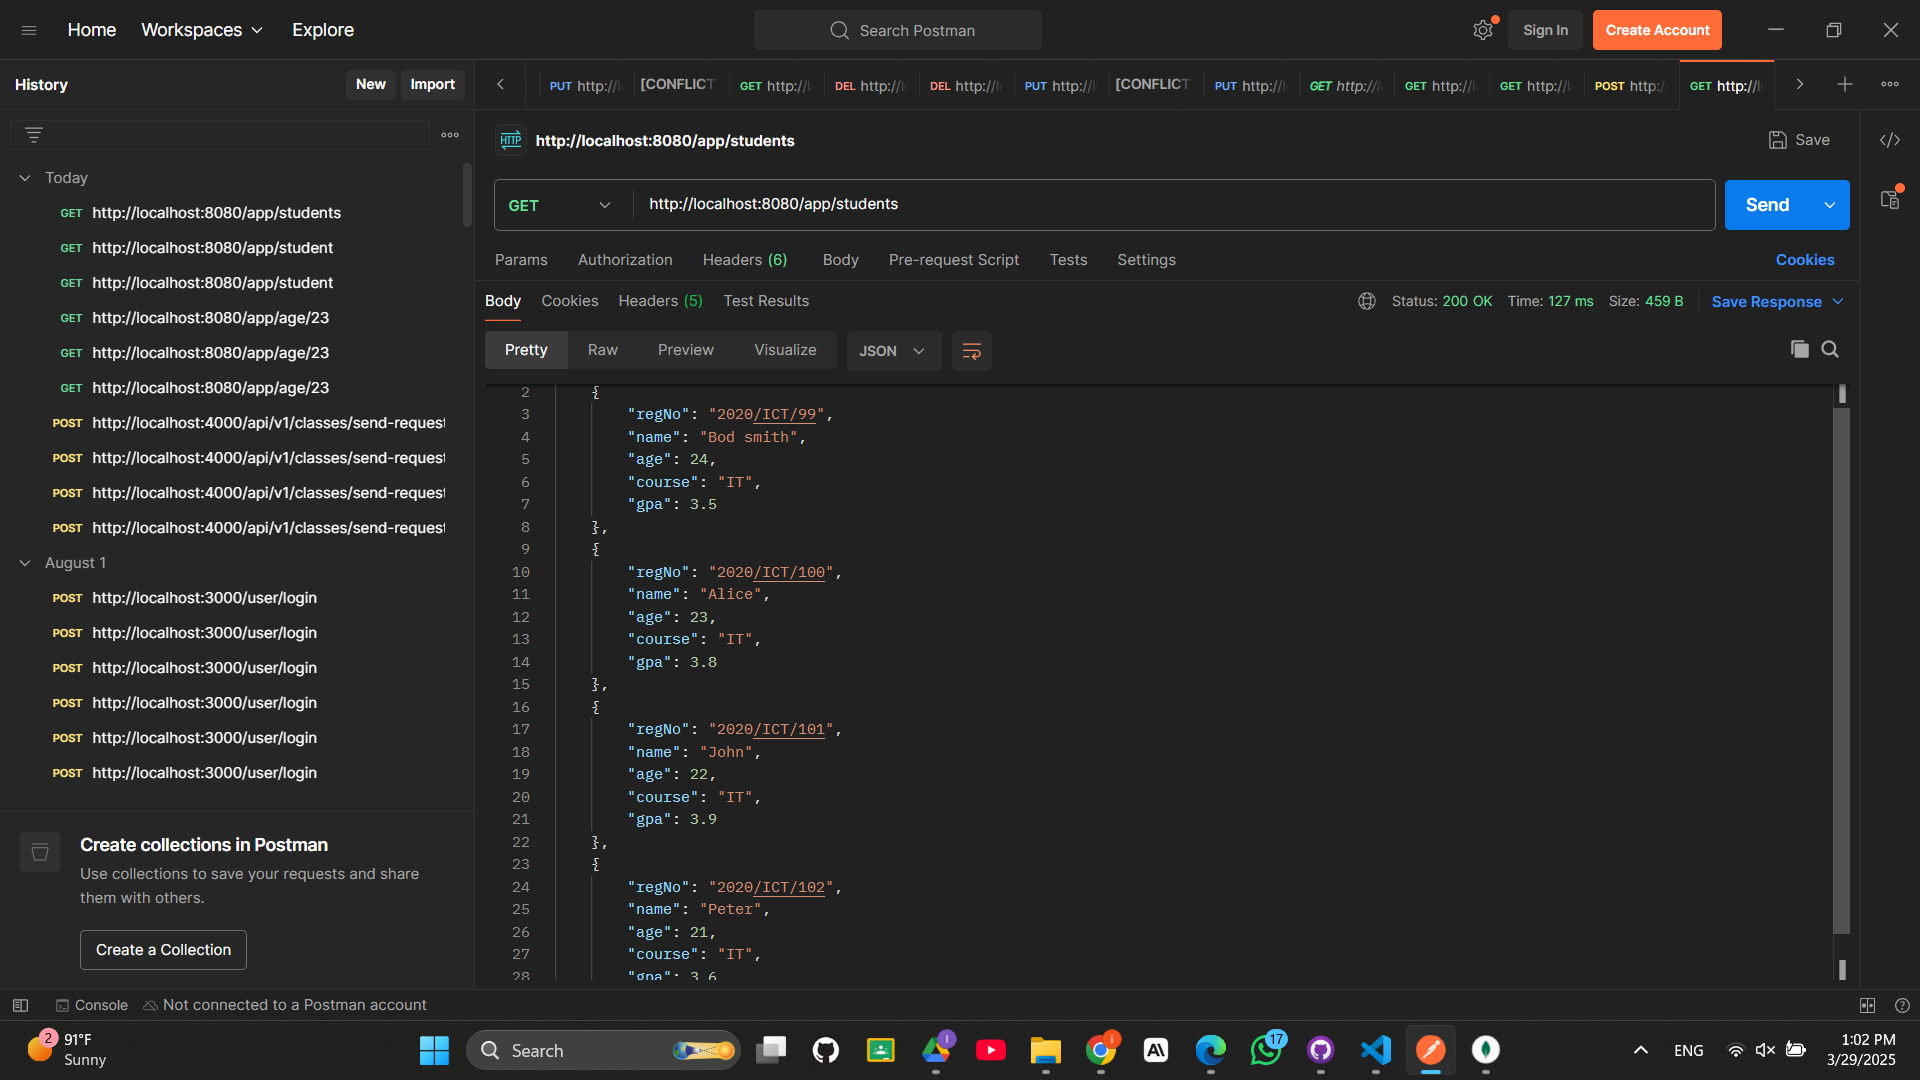 Home Workspaces Explore
Search Postman
Sign In Create Account
History New Import
PUT http://l [CONFLICT GET http://l DEL http://l DEL http://l PUT http://l [CONFLICT PUT http://l GET http://l GET http://l GET http://l POST http:/ GET http://l
HTTP http://localhost:8080/app/students
Save
Today
GET http://localhost:8080/app/students
GET http://localhost:8080/app/student
GET http://localhost:8080/app/student
GET http://localhost:8080/app/age/23
GET http://localhost:8080/app/age/23
GET http://localhost:8080/app/age/23
POST http://localhost:4000/api/v1/classes/send-request
POST http://localhost:4000/api/v1/classes/send-request
POST http://localhost:4000/api/v1/classes/send-request
POST http://localhost:4000/api/v1/classes/send-request
August 1
POST http://localhost:3000/user/login
POST http://localhost:3000/user/login
POST http://localhost:3000/user/login
POST http://localhost:3000/user/login
POST http://localhost:3000/user/login
POST http://localhost:3000/user/login
Create collections in Postman
Use collections to save your requests and share
them with others.
Create a Collection
GET http://localhost:8080/app/students Send
Params Authorization Headers (6) Body Pre-request Script Tests Settings Cookies
Body Cookies Headers (5) Test Results Status: 200 OK Time: 127 ms Size: 459 B Save Response
Pretty Raw Preview Visualize JSON
2 {
3 "regNo": "2020/ICT/99",
4 "name": "Bod smith",
5 "age": 24,
6 "course": "IT",
7 "gpa": 3.5
8 },
9 {
10 "regNo": "2020/ICT/100",
11 "name": "Alice",
12 "age": 23,
13 "course": "IT",
14 "gpa": 3.8
15 },
16 {
17 "regNo": "2020/ICT/101",
18 "name": "John",
19 "age": 22,
20 "course": "IT",
21 "gpa": 3.9
22 },
23 {
24 "regNo": "2020/ICT/102",
25 "name": "Peter",
26 "age": 21,
27 "course": "IT",
28 "gpa": 3.6
Console Not connected to a Postman account
2 91°F
Sunny
Search
17
ENG
1:02 PM
3/29/2025